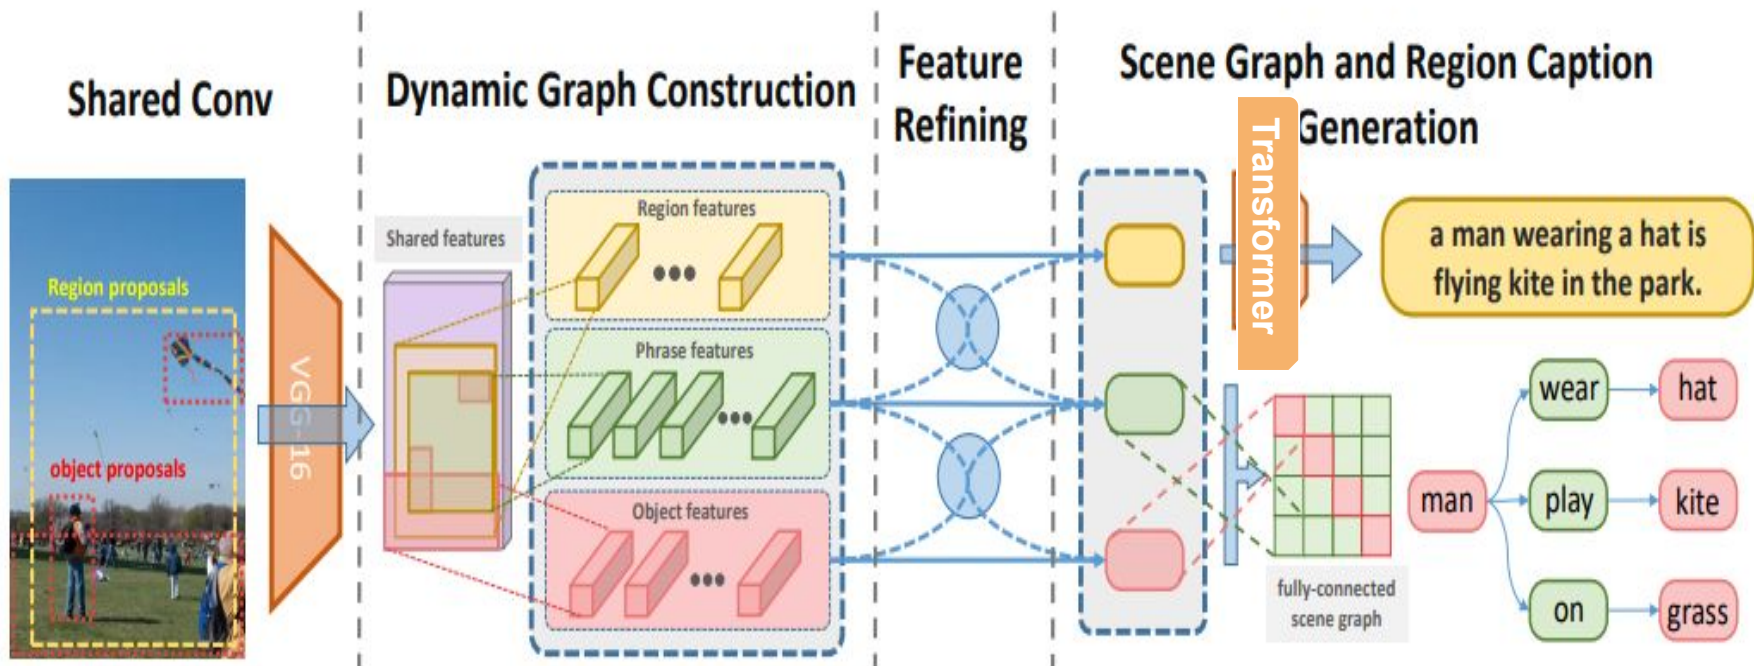 Shared Conv
Dynamic Graph Construction
Feature
Refining
Scene Graph and Region Caption
Generation
Region proposals
object proposals
VGG-16
Shared features
Region features
Phrase features
Object features
Transformer
a man wearing a hat is
flying kite in the park.
fully-connected
scene graph
man
wear
hat
play
kite
on
grass